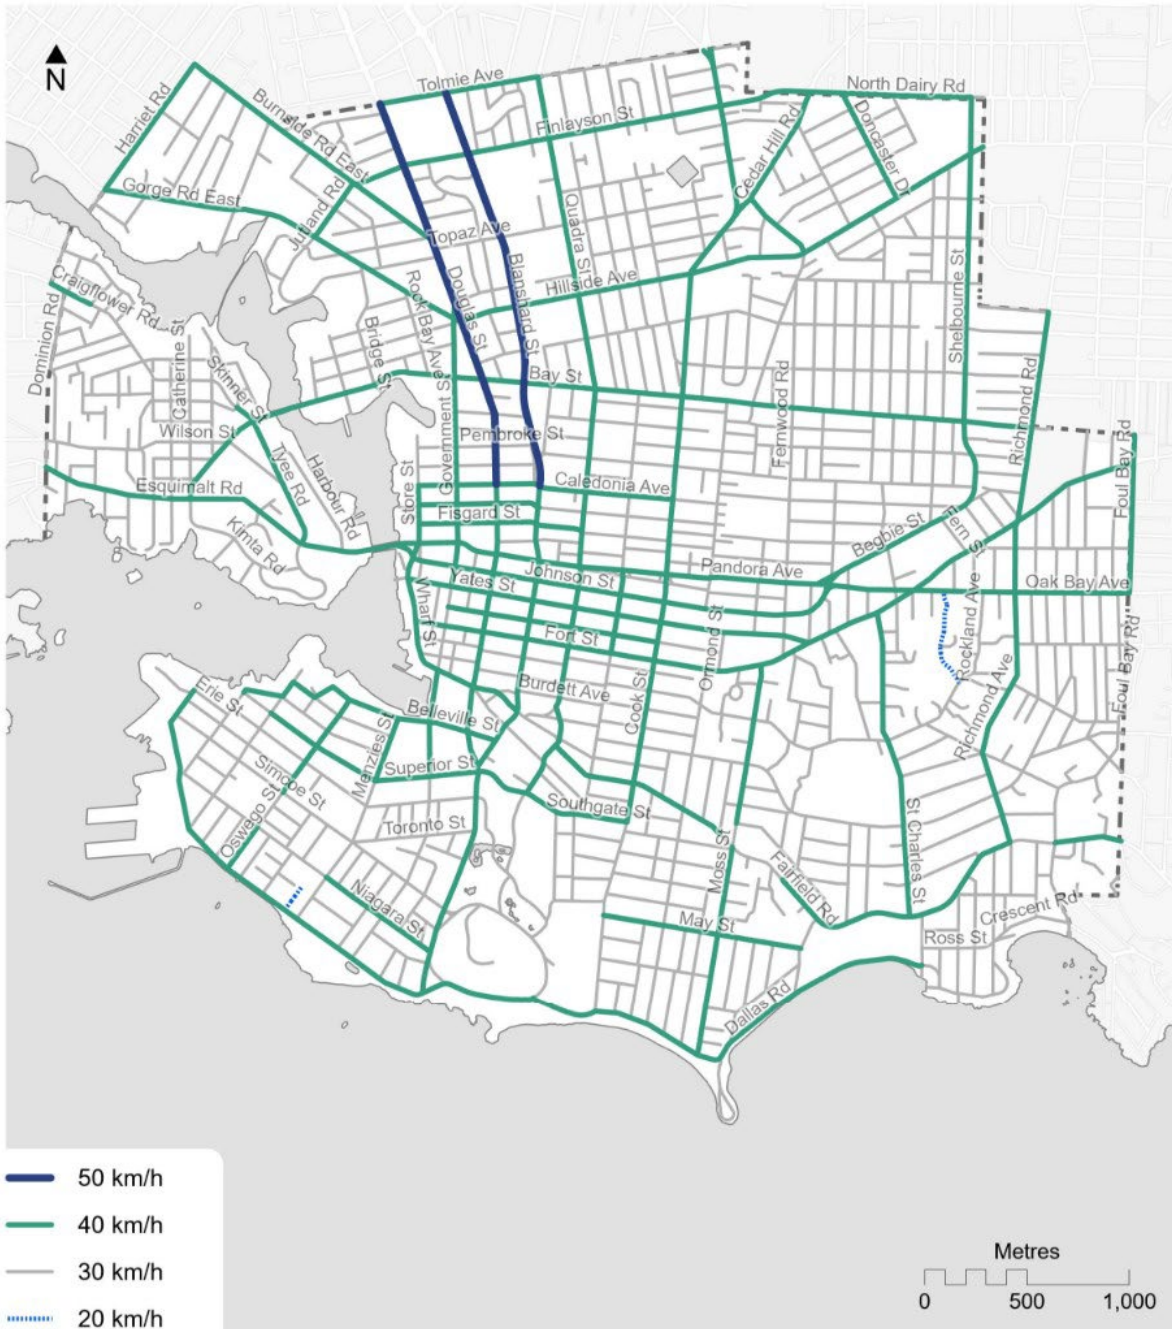 N
Tolmie Ave
North Dairy Rd
Harriet Rd
Burnside Rd East
Finlayson St
Cedar Hill Rd
Doncaster Dr
Gorge Rd East
Jutland Rd
Topaz Ave
Quadra St
Blanshard St
Douglas St
Hillside Ave
Shelbourne St
Craigflower Rd
Dominion Rd
Catherine St
Skinner St
Bridge St
Rock Bay Ave
Bay St
Government St
Fernwood Rd
Richmond Rd
Wilson St
Pembroke St
Tyee Rd
Harbour Rd
Store St
Caledonia Ave
Foul Bay Rd
Esquimalt Rd
Fisgard St
Begbie St
Fern St
Kimta Rd
Johnson St
Pandora Ave
Yates St
Oak Bay Ave
Wharf St
Fort St
Ormond St
Rockland Ave
Foul Bay Rd
Erie St
Burdett Ave
Cook St
Richmond Ave
Belleville St
Menzies St
Superior St
Simcoe St
Oswego St
Southgate St
Toronto St
Moss St
St Charles St
Fairfield Rd
Niagara St
May St
Crescent Rd
Ross St
Dallas Rd
50 km/h
40 km/h
30 km/h
20 km/h
Metres
0 500 1,000